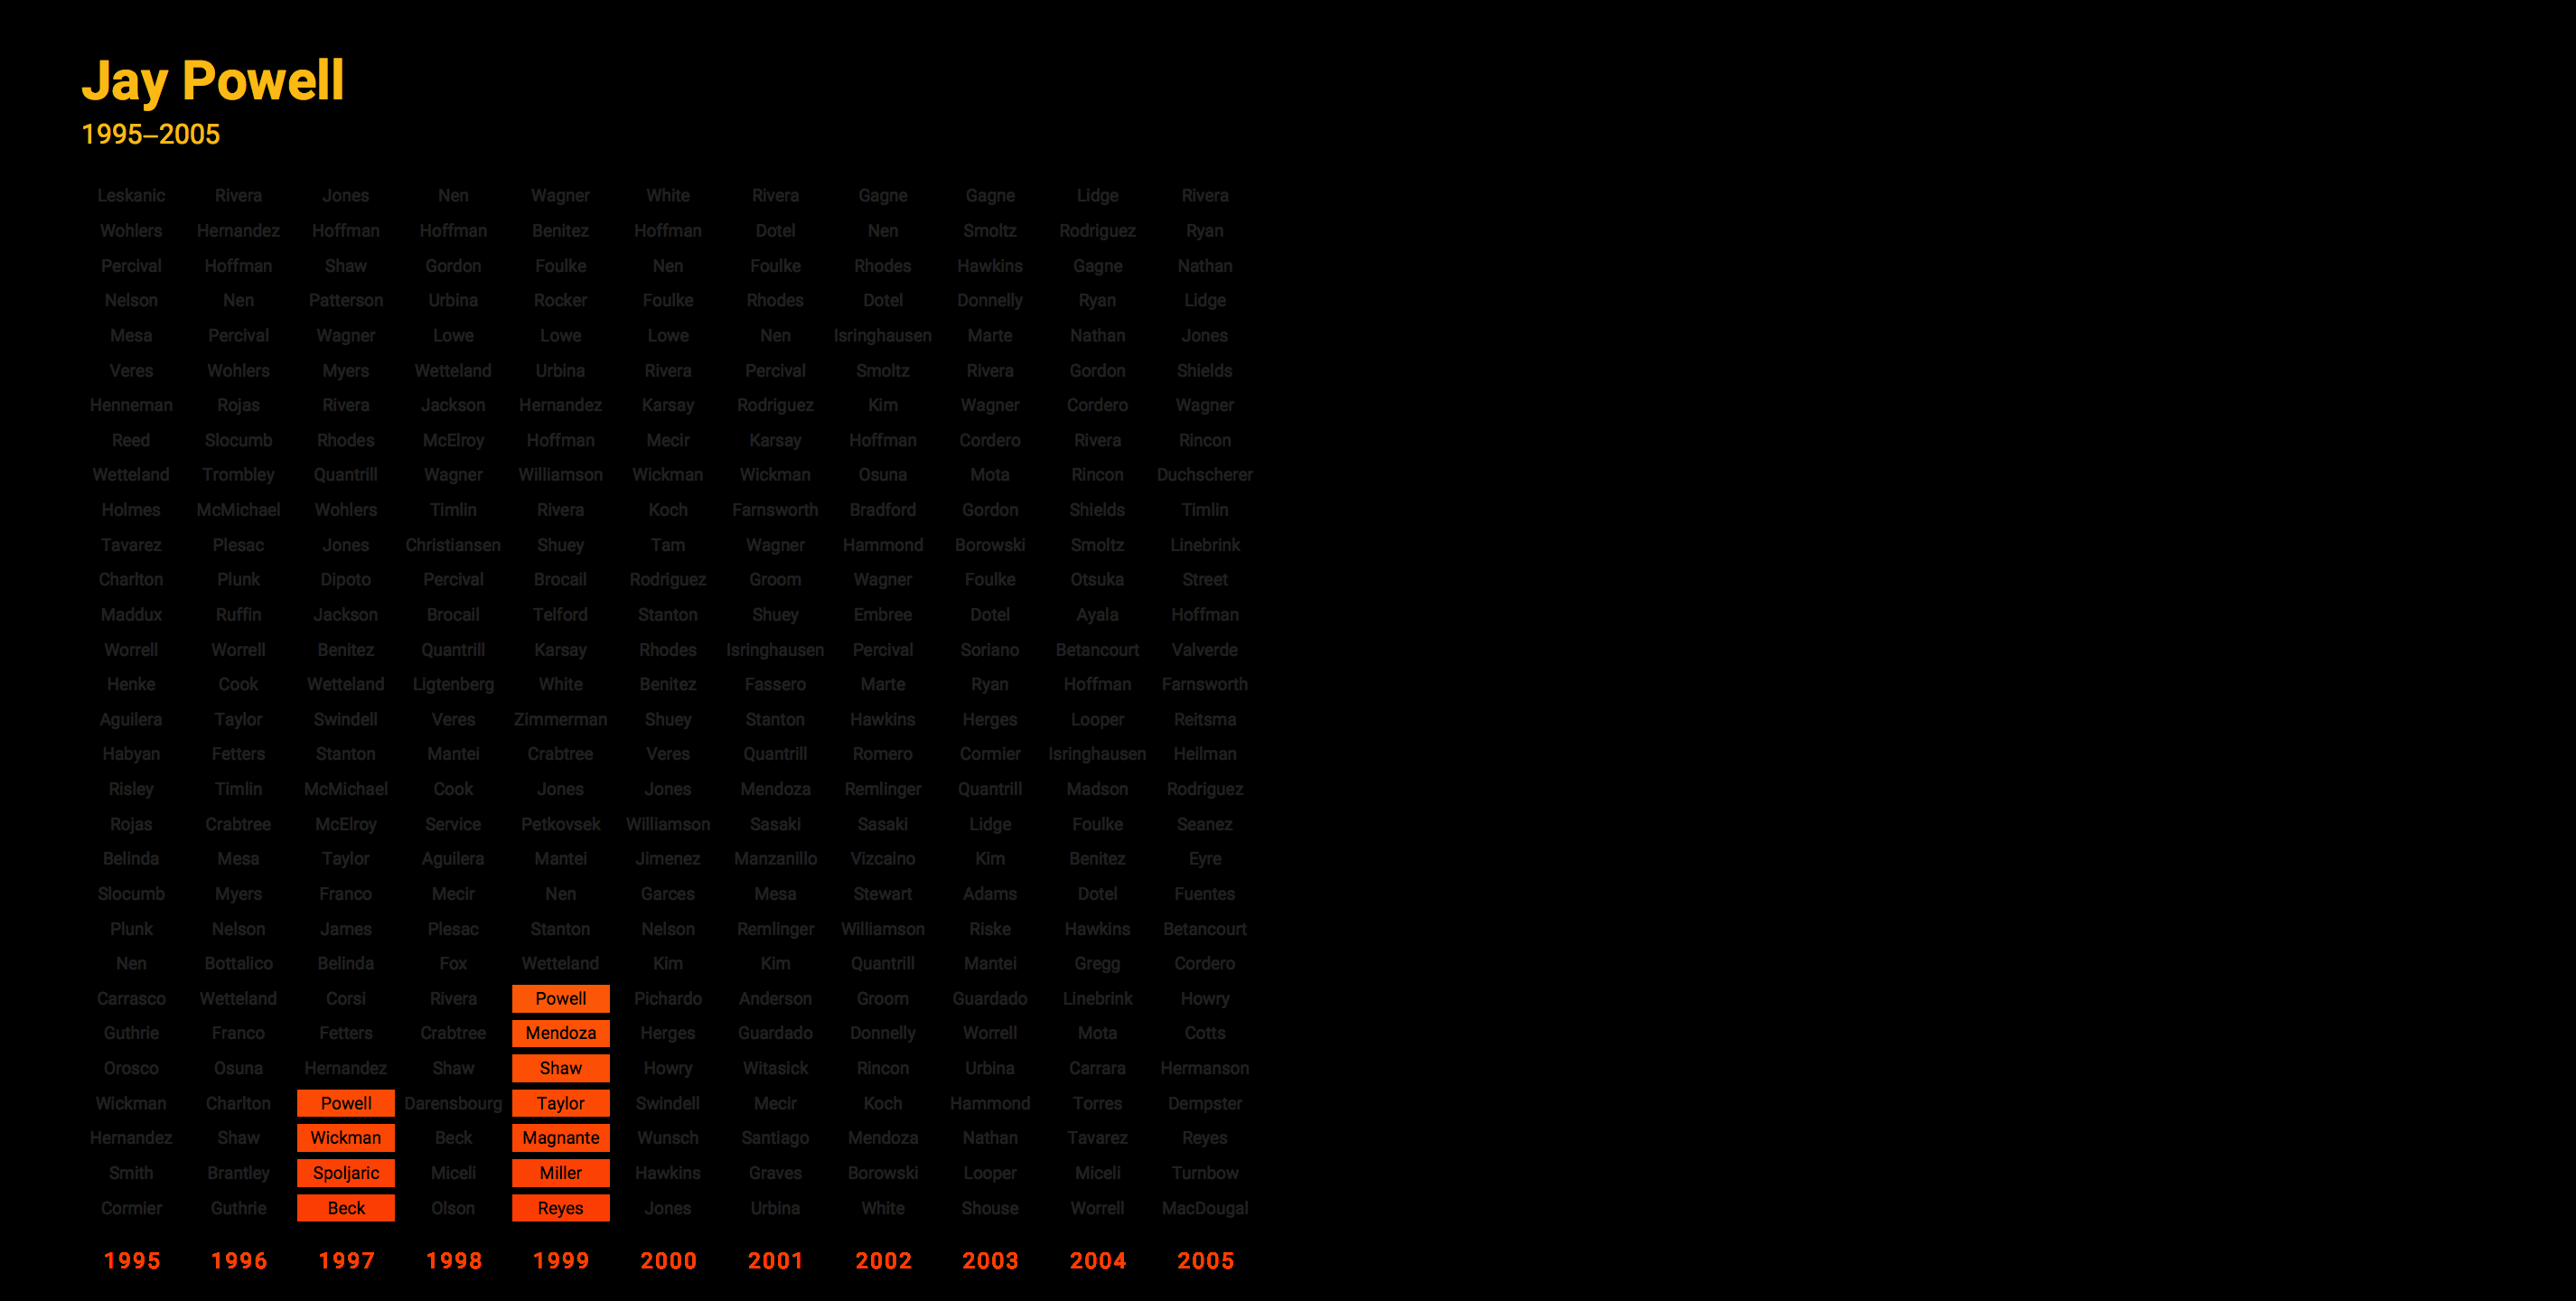 Jay Powell
1995–2005
Leskanic Rivera Jones Nen Wagner White Rivera Gagne Gagne Lidge Rivera
Wohlers Hernandez Hoffman Hoffman Benitez Hoffman Dotel Nen Smoltz Rodriguez Ryan
Percival Hoffman Shaw Gordon Foulke Nen Foulke Rhodes Hawkins Gagne Nathan
Nelson Nen Patterson Urbina Rocker Foulke Rhodes Dotel Donnelly Ryan Lidge
Mesa Percival Wagner Lowe Lowe Lowe Nen Isringhausen Marte Nathan Jones
Veres Wohlers Myers Wetteland Urbina Rivera Percival Smoltz Rivera Gordon Shields
Henneman Rojas Rivera Jackson Hernandez Karsay Rodriguez Kim Wagner Cordero Wagner
Reed Slocumb Rhodes McElroy Hoffman Mecir Karsay Hoffman Cordero Rivera Rincon
Wetteland Trombley Quantrill Wagner Williamson Wickman Wickman Osuna Mota Rincon Duchscherer
Holmes McMichael Wohlers Timlin Rivera Koch Farnsworth Bradford Gordon Shields Timlin
Tavarez Plesac Jones Christiansen Shuey Tam Wagner Hammond Borowski Smoltz Linebrink
Charlton Plunk Dipoto Percival Brocail Rodriguez Groom Wagner Foulke Otsuka Street
Maddux Ruffin Jackson Brocail Telford Stanton Shuey Embree Dotel Ayala Hoffman
Worrell Worrell Benitez Quantrill Karsay Rhodes Isringhausen Percival Soriano Betancourt Valverde
Henke Cook Wetteland Ligtenberg White Benitez Fassero Marte Ryan Hoffman Farnsworth
Aguilera Taylor Swindell Veres Zimmerman Shuey Stanton Hawkins Herges Looper Reitsma
Habyan Fetters Stanton Mantei Crabtree Veres Quantrill Romero Cormier Isringhausen Heilman
Risley Timlin McMichael Cook Jones Jones Mendoza Remlinger Quantrill Madson Rodriguez
Rojas Crabtree McElroy Service Petkovsek Williamson Sasaki Sasaki Lidge Foulke Seanez
Belinda Mesa Taylor Aguilera Mantei Jimenez Manzanillo Vizcaino Kim Benitez Eyre
Slocumb Myers Franco Mecir Nen Garces Mesa Stewart Adams Dotel Fuentes
Plunk Nelson James Plesac Stanton Nelson Remlinger Williamson Riske Hawkins Betancourt
Nen Bottalico Belinda Fox Wetteland Kim Kim Quantrill Mantei Gregg Cordero
Carrasco Wetteland Corsi Rivera Powell Pichardo Anderson Groom Guardado Linebrink Howry
Guthrie Franco Fetters Crabtree Mendoza Herges Guardado Donnelly Worrell Mota Cotts
Orosco Osuna Hernandez Shaw Shaw Howry Witasick Rincon Urbina Carrara Hermanson
Wickman Charlton Powell Darensbourg Taylor Swindell Mecir Koch Hammond Torres Dempster
Hernandez Shaw Wickman Beck Magnante Wunsch Santiago Mendoza Nathan Tavarez Reyes
Smith Brantley Spoljaric Miceli Miller Hawkins Graves Borowski Looper Miceli Turnbow
Cormier Guthrie Beck Olson Reyes Jones Urbina White Shouse Worrell MacDougal
1995 1996 1997 1998 1999 2000 2001 2002 2003 2004 2005